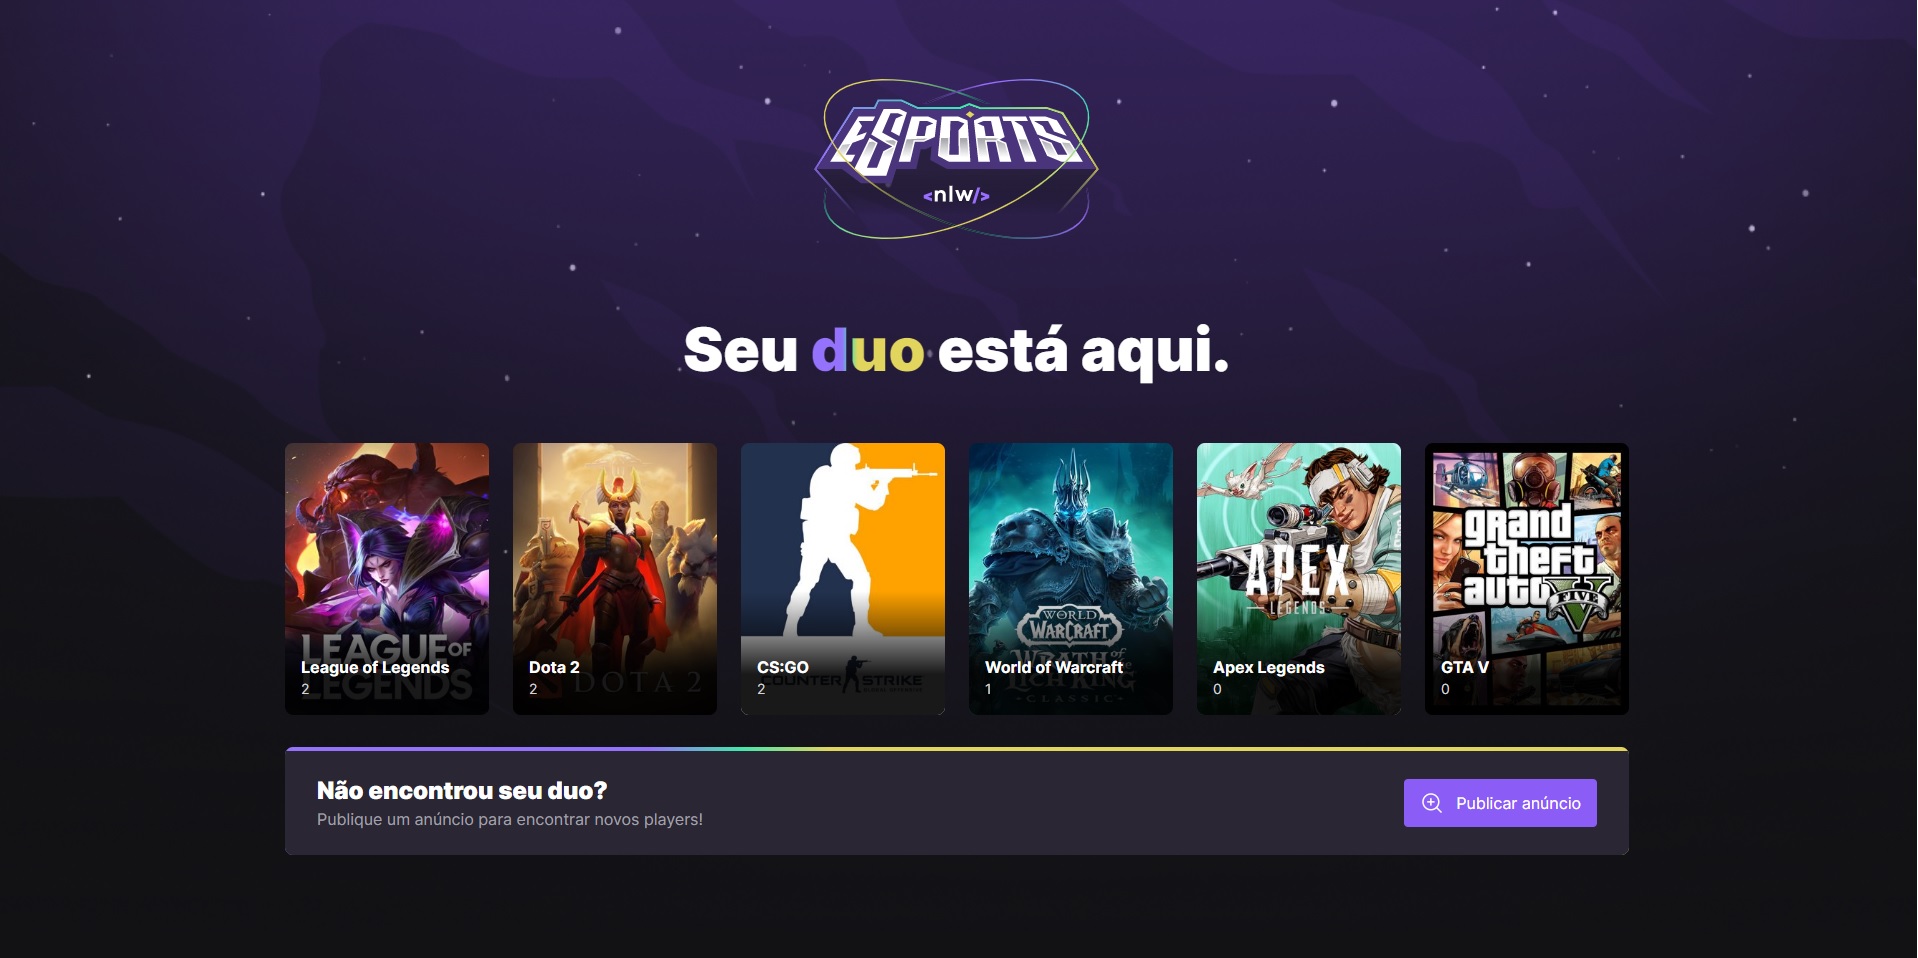 ESPORTS
<nlw/>
Seu duo está aqui.
LEAGUE OF
LEGENDS
League of Legends
2
DOTA 2
Dota 2
2
COUNTER STRIKE
CS:GO
2
WORLD
WARCRAFT
WRATH of
LICH KING
-CLASSIC-
World of Warcraft
1
APEX
LEGENDS
Apex Legends
0
grand
theft
auto
V
FIVE
GTA V
0
Não encontrou seu duo?
Publique um anúncio para encontrar novos players!
Publicar anúncio